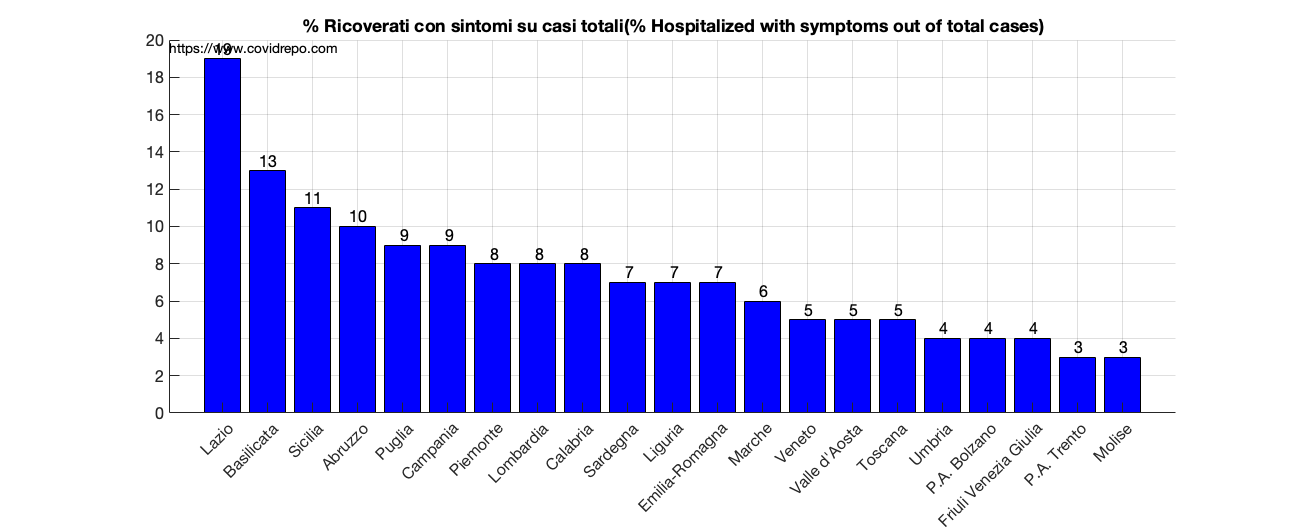 % Ricoverati con sintomi su casi totali(% Hospitalized with symptoms out of total cases)
https://www.covidrepo.com
20
18
16
14
12
10
8
6
4
2
0
19
13
11
10
9
9
8
8
8
7
7
7
6
5
5
5
4
4
4
3
3
Lazio
Basilicata
Sicilia
Abruzzo
Puglia
Campania
Piemonte
Lombardia
Calabria
Sardegna
Liguria
Emilia-Romagna
Marche
Veneto
Valle d'Aosta
Toscana
Umbria
P.A. Bolzano
Friuli Venezia Giulia
P.A. Trento
Molise